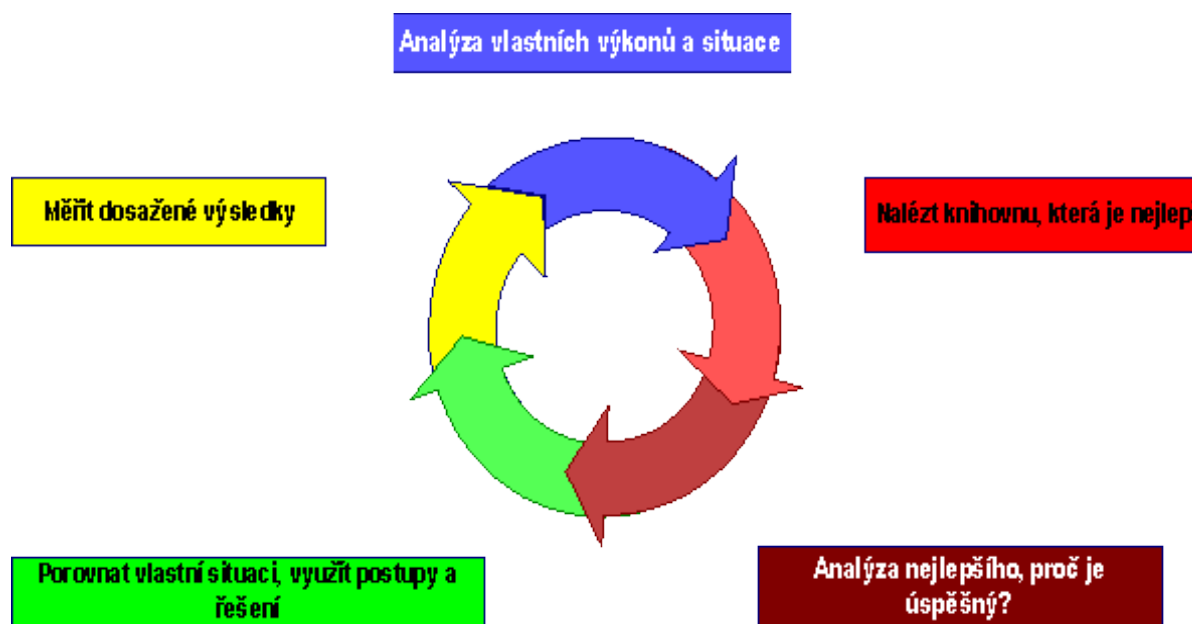 Analýza vlastních výkonů a situace
Měřit dosažené výsledky
Nalézt knihovnu, která je nejlep
Porovnat vlastní situaci, využít postupy a
řešení
Analýza nejlepšího, proč je
úspěšný?